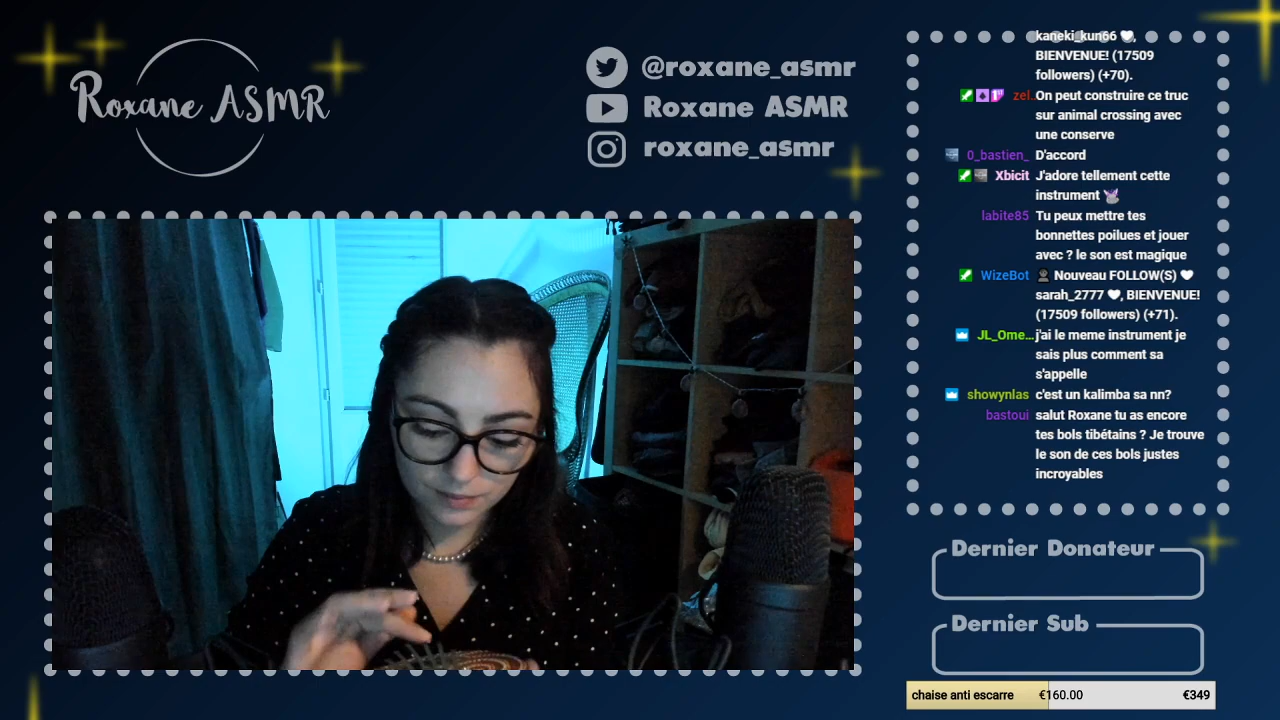 Roxane ASMR
@roxane_asmr
Roxane ASMR
roxane_asmr
kaneki_kun66 🤍,
BIENVENUE! (17509
followers) (+70).
zel… On peut construire ce truc
sur animal crossing avec
une conserve
0_bastien_ D'accord
Xbicit J'adore tellement cette
instrument
labite85 Tu peux mettre tes
bonnettes poilues et jouer
avec ? le son est magique
WizeBot Nouveau FOLLOW(S) 🤍
sarah_2777 🤍, BIENVENUE!
(17509 followers) (+71).
JL_Ome… j'ai le meme instrument je
sais plus comment sa
s'appelle
showynlas c'est un kalimba sa nn?
bastoui salut Roxane tu as encore
tes bols tibétains ? Je trouve
le son de ces bols justes
incroyables
Dernier Donateur
Dernier Sub
chaise anti escarre €160.00 €349